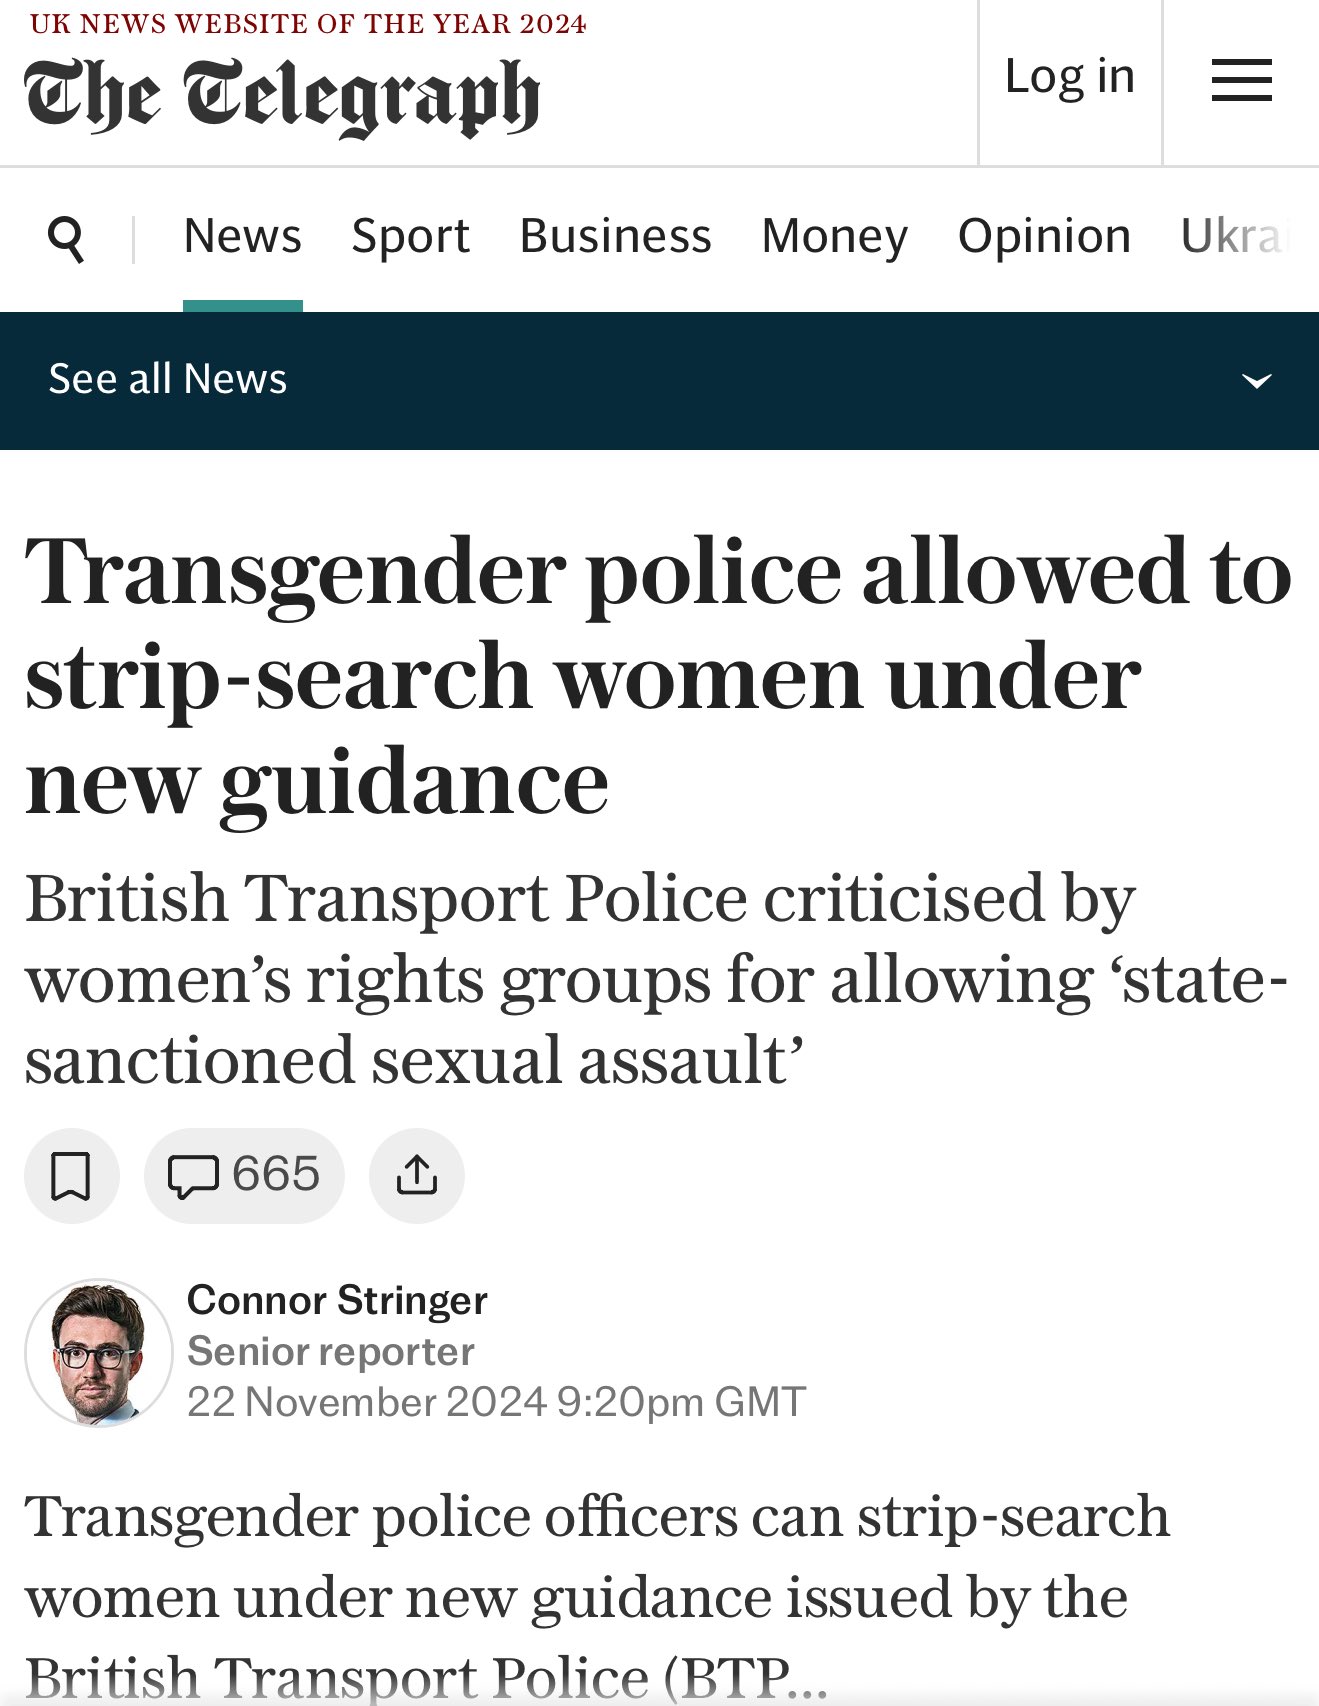 UK NEWS WEBSITE OF THE YEAR 2024
The Telegraph
Log in
News Sport Business Money Opinion Ukrai
See all News
Transgender police allowed to
strip-search women under
new guidance
British Transport Police criticised by
women’s rights groups for allowing ‘state-
sanctioned sexual assault’
665
Connor Stringer
Senior reporter
22 November 2024 9:20pm GMT
Transgender police officers can strip-search
women under new guidance issued by the
British Transport Police (BTP...